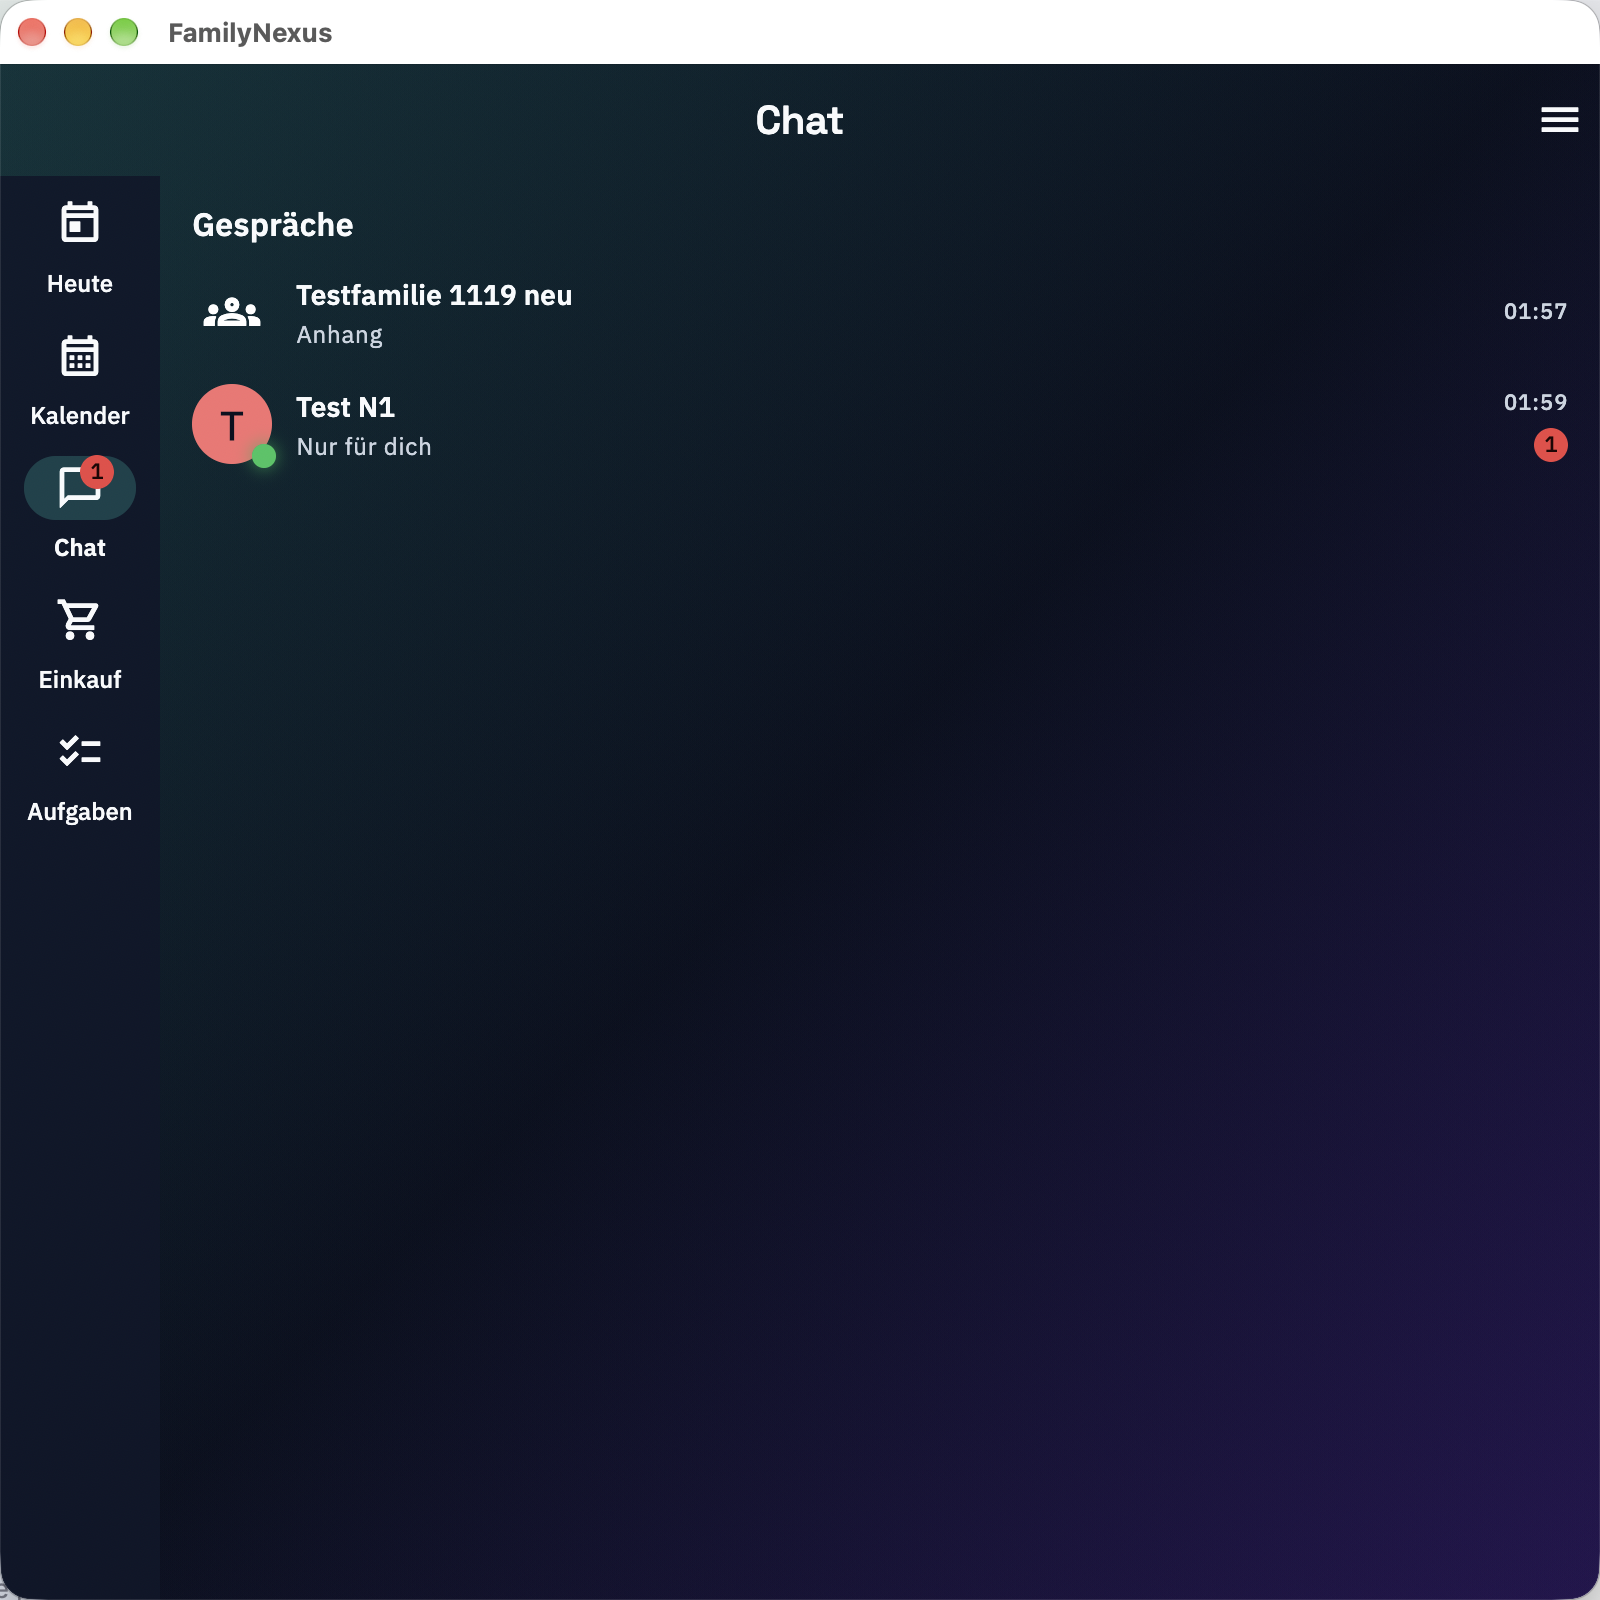 FamilyNexus
Chat
Heute
Kalender
1
Chat
Einkauf
Aufgaben
Gespräche
Testfamilie 1119 neu
Anhang
01:57
T
Test N1
Nur für dich
01:59
1